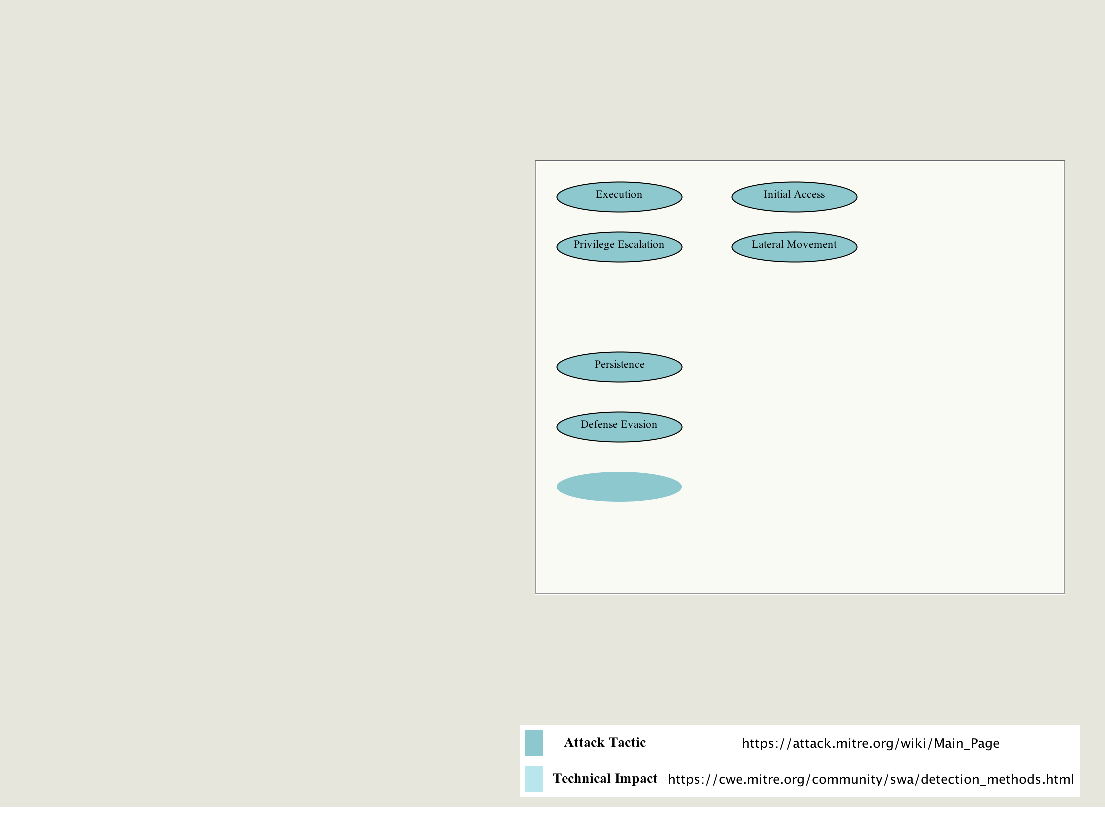 Execution
Initial Access
Privilege Escalation
Lateral Movement
Persistence
Defense Evasion
Attack Tactic https://attack.mitre.org/wiki/Main_Page
Technical Impact https://cwe.mitre.org/community/swa/detection_methods.html